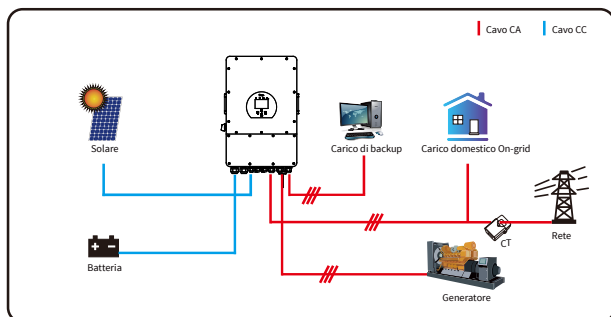 Cavo CA
Cavo CC
Solare
Carico di backup
Carico domestico On-grid
CT
Rete
Batteria
Generatore